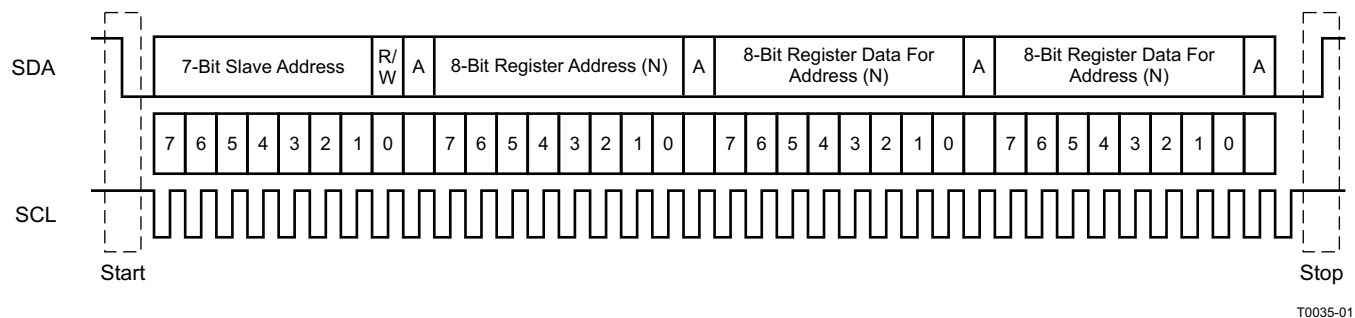 SDA
7-Bit Slave Address
R/
W
A
8-Bit Register Address (N)
A
8-Bit Register Data For
Address (N)
A
8-Bit Register Data For
Address (N)
A
7 6 5 4 3 2 1 0 7 6 5 4 3 2 1 0 7 6 5 4 3 2 1 0 7 6 5 4 3 2 1 0
SCL
Start
Stop
T0035-01